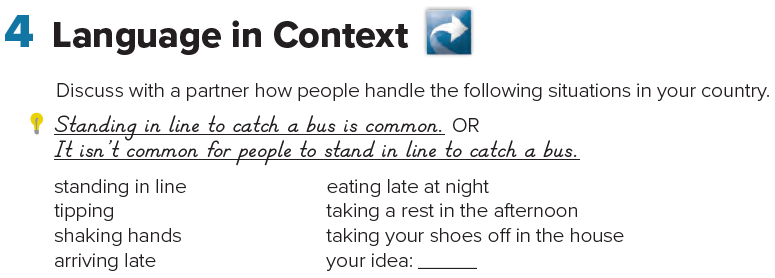 4 Language in Context
Discuss with a partner how people handle the following situations in your country.
Standing in line to catch a bus is common. OR
It isn't common for people to stand in line to catch a bus.
standing in line
tipping
shaking hands
arriving late
eating late at night
taking a rest in the afternoon
taking your shoes off in the house
your idea: ______